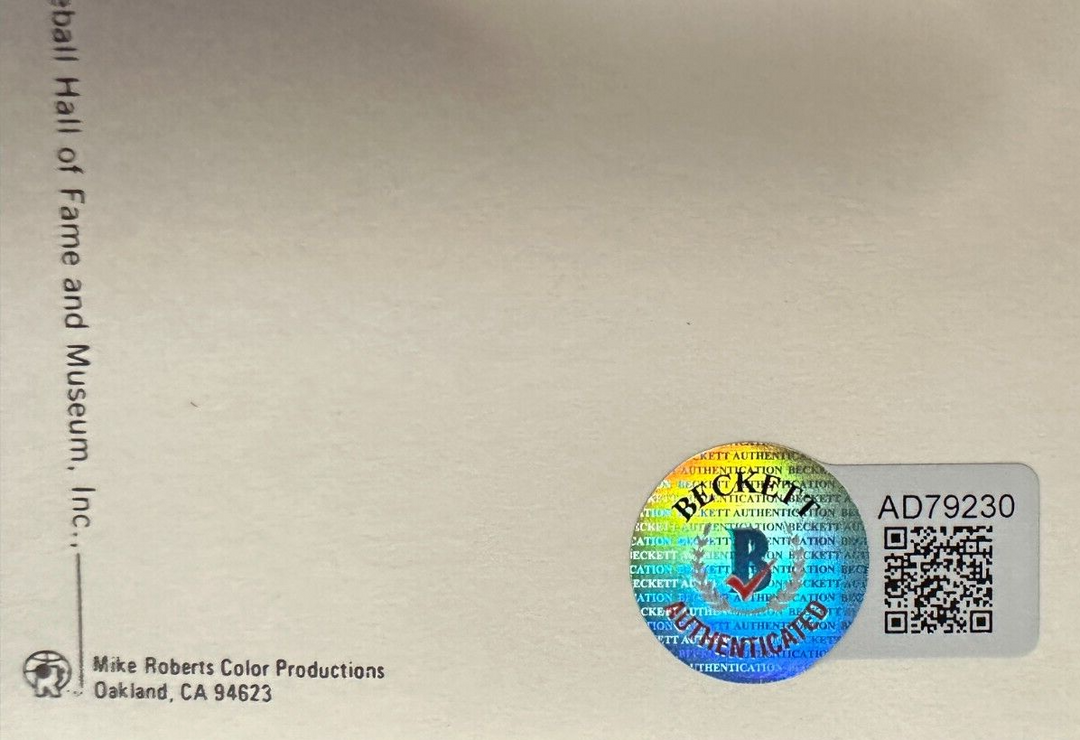 eball Hall of Fame and Museum, Inc.,
Mike Roberts Color Productions
Oakland, CA 94623
BECKETT
B
AUTHENTICATED
AD79230